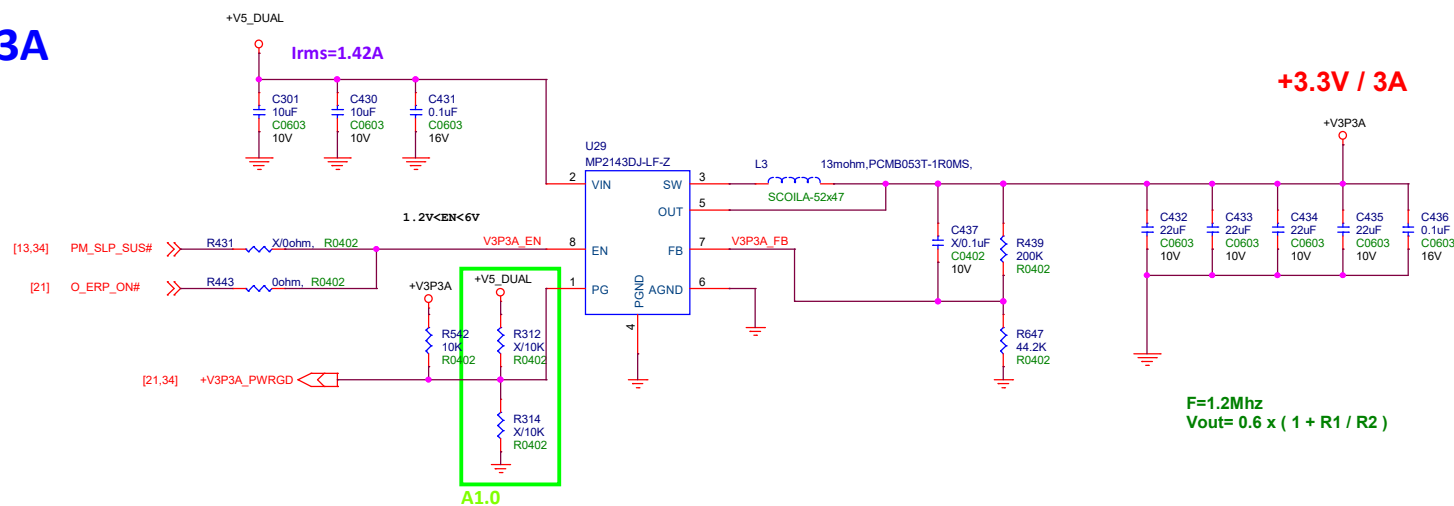 3A
+V5_DUAL
Irms=1.42A
+3.3V / 3A
C301
10uF
C0603
10V
C430
10uF
C0603
10V
C431
0.1uF
C0603
16V
+V3P3A
U29
MP2143DJ-LF-Z
2
VIN
SW
3
OUT
5
8
EN
FB
7
1
PG
AGND
6
PGND
4
L3
13mohm,PCMB053T-1R0MS,
SCOILA-52x47
1.2V<EN<6V
[13,34]
PM_SLP_SUS#
R431
X/0ohm,
R0402
V3P3A_EN
V3P3A_FB
[21]
O_ERP_ON#
R443
0ohm,
R0402
C437
X/0.1uF
C0402
10V
R439
200K
R0402
C432
22uF
C0603
10V
C433
22uF
C0603
10V
C434
22uF
C0603
10V
C435
22uF
C0603
10V
C436
0.1uF
C0603
16V
+V3P3A
+V5_DUAL
R542
10K
R0402
R312
X/10K
R0402
R647
44.2K
R0402
[21,34]
+V3P3A_PWRGD
R314
X/10K
R0402
A1.0
F=1.2Mhz
Vout= 0.6 x ( 1 + R1 / R2 )